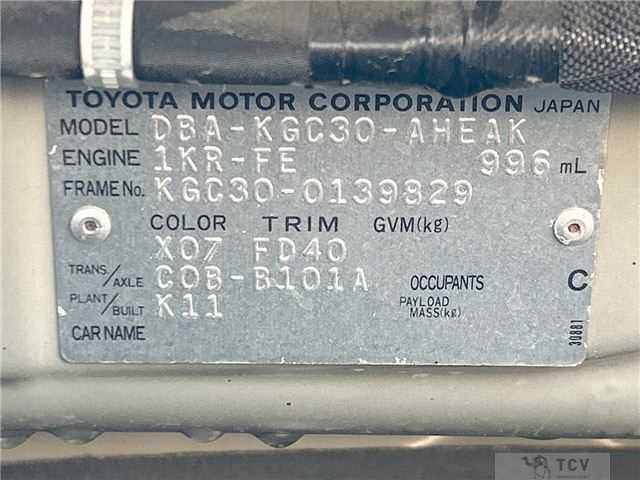 TOYOTA MOTOR CORPORATION JAPAN
MODEL DBA-KGC30-AHEAK
ENGINE 1KR-FE 996 mL
FRAME No. KGC30-0139829
COLOR TRIM GVM(kg)
X07 FD40
TRANS./AXLE C0B-B101A OCCUPANTS C
PLANT/BUILT K11 PAYLOAD MASS(kg)
CAR NAME
30881
TCV